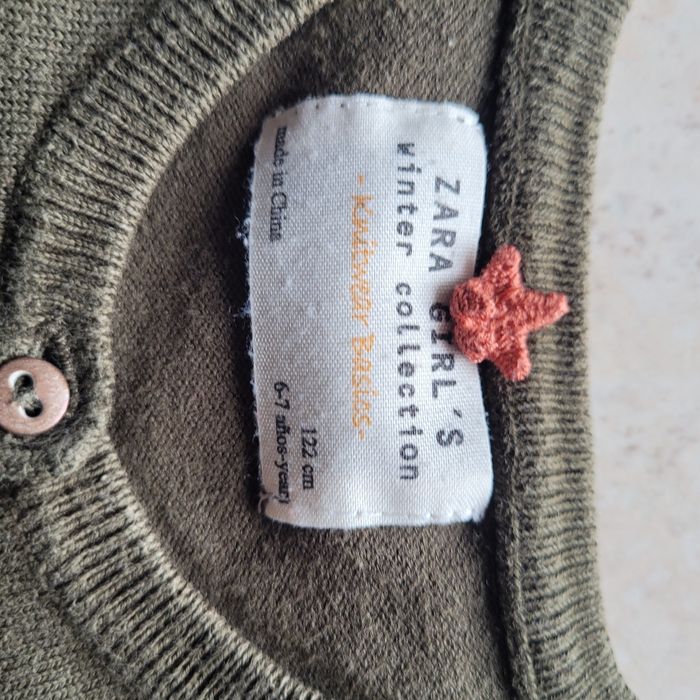 ZARA GIRL'S
winter collection
- Knitwear Basics-
122 cm
6-7 años-years
made in China